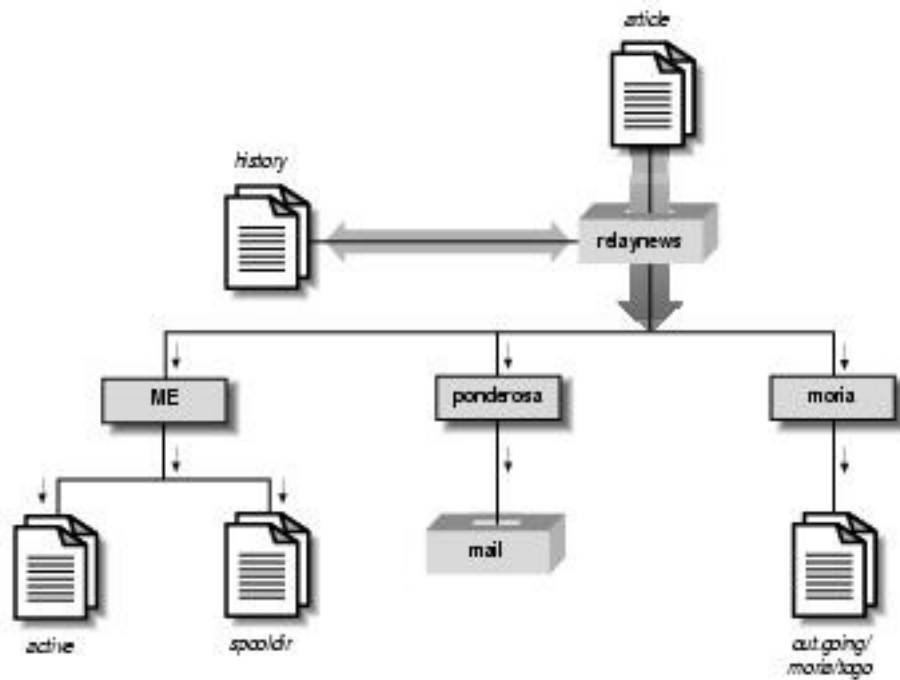 article
history
relaynews
ME
ponderosa
moria
mail
active
spooldir
out.going/
moria/togo